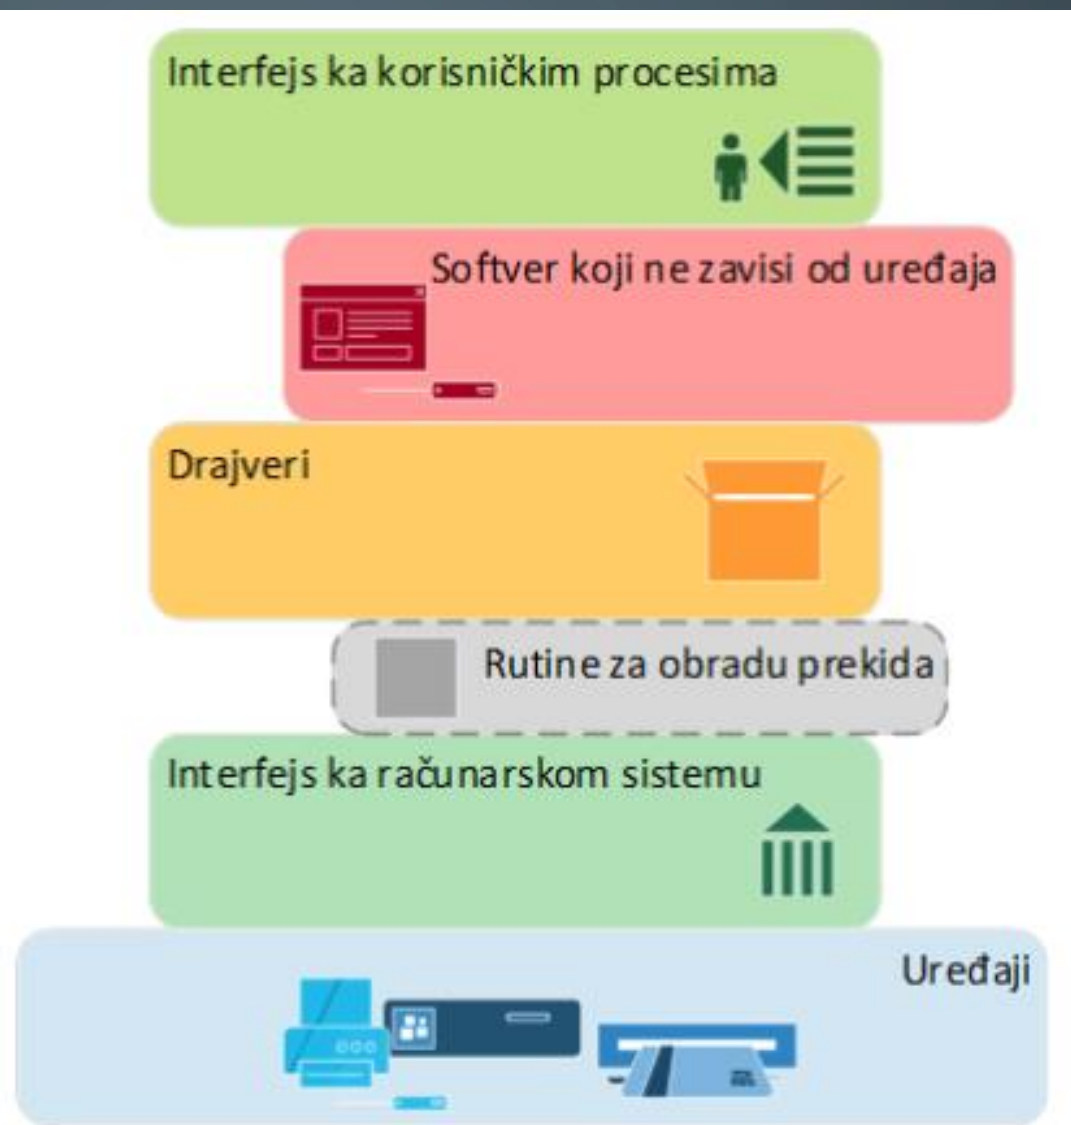 Interfejs ka korisničkim procesima
Softver koji ne zavisi od uređaja
Drajveri
Rutine za obradu prekida
Interfejs ka računarskom sistemu
Uređaji